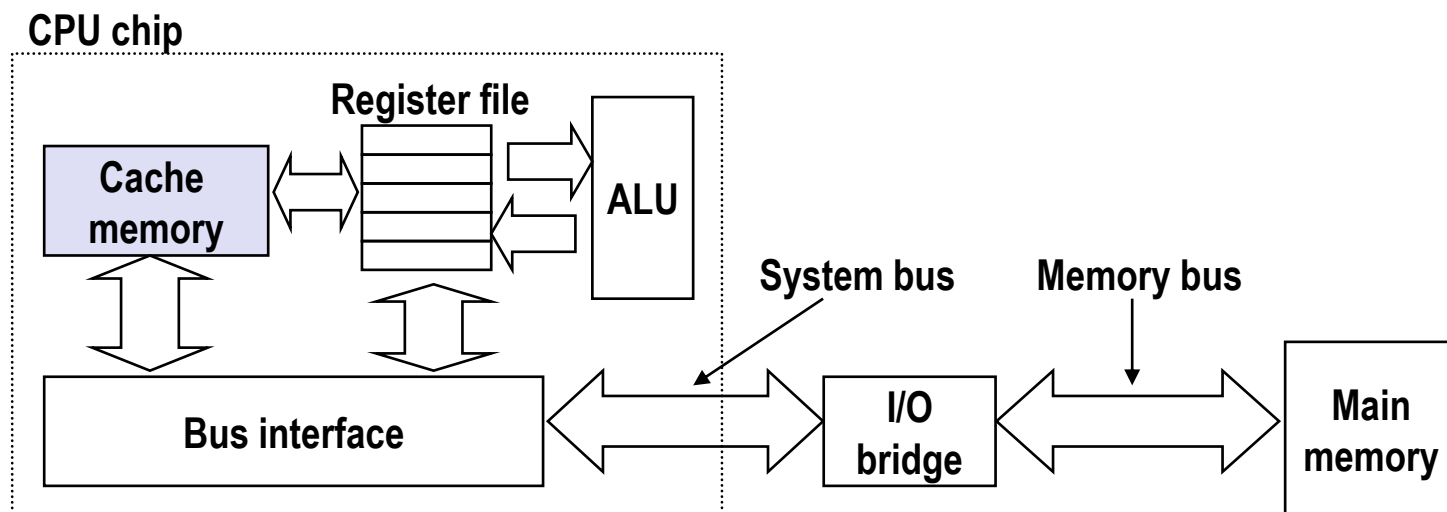 CPU chip
Register file
Cache
memory
ALU
System bus
Memory bus
Bus interface
I/O
bridge
Main
memory